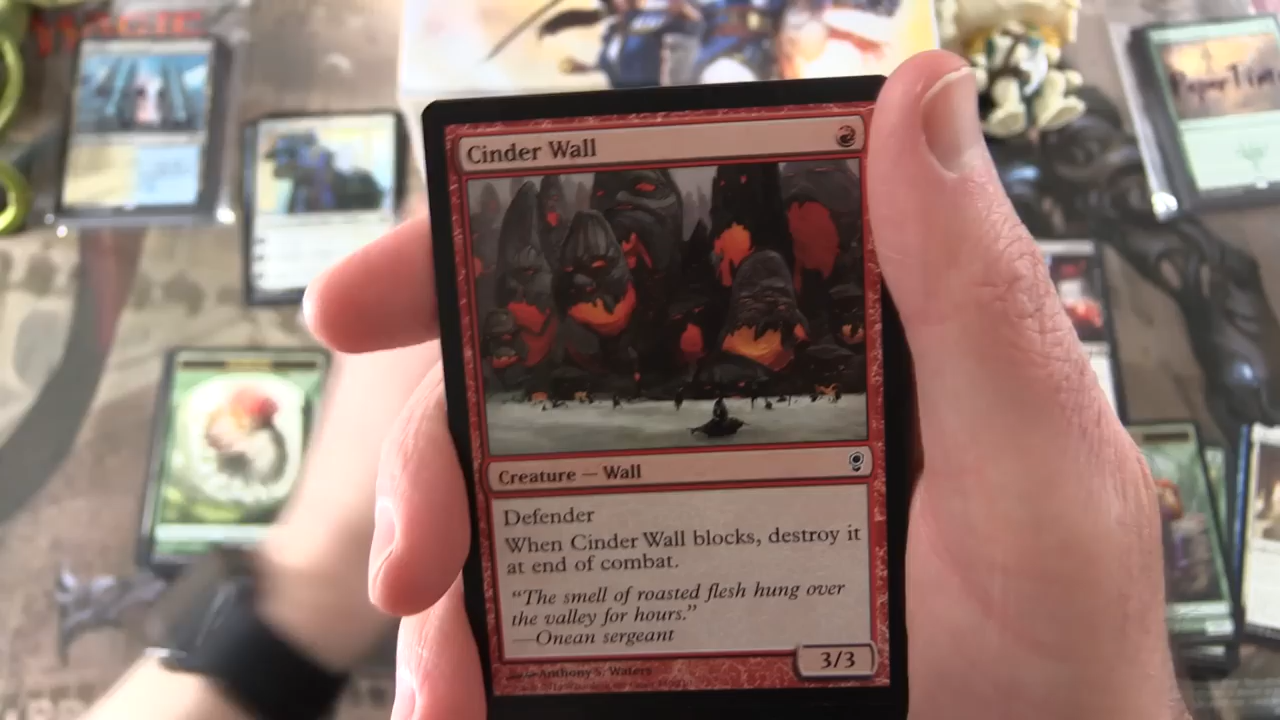 MAGIC
Cinder Wall
Creature — Wall
Defender
When Cinder Wall blocks, destroy it
at end of combat.
“The smell of roasted flesh hung over
the valley for hours.”
—Onean sergeant
3/3
Anthony S. Waters